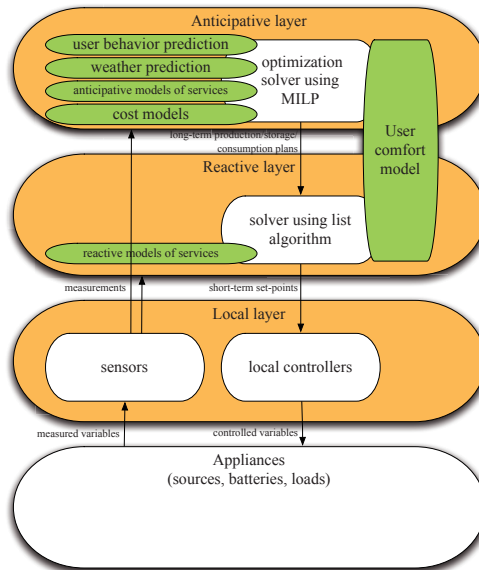 Anticipative layer
user behavior prediction
weather prediction
anticipative models of services
cost models
optimization
solver using
MILP
User
comfort
model
long-term production/storage/
consumption plans
Reactive layer
solver using list
algorithm
reactive models of services
measurements
short-term set-points
Local layer
sensors
local controllers
measured variables
controlled variables
Appliances
(sources, batteries, loads)